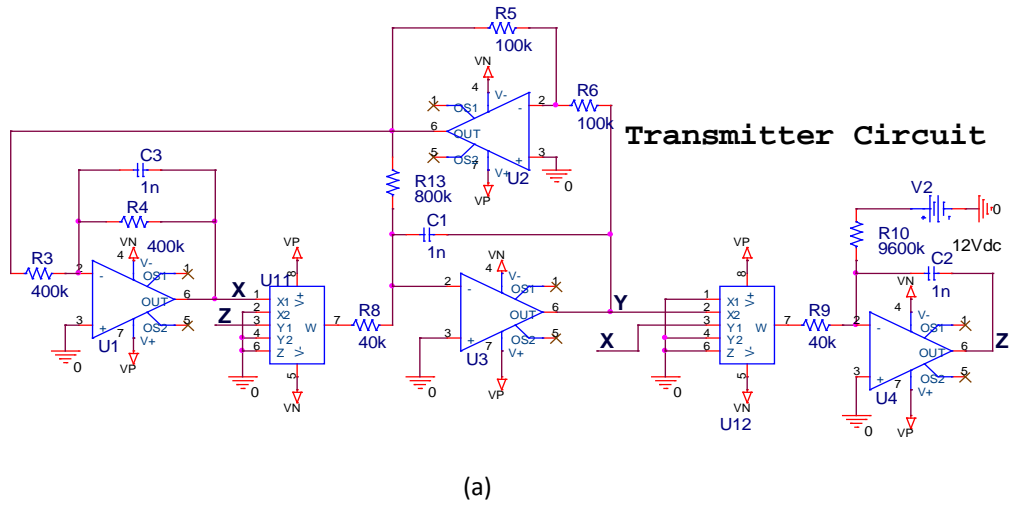 R5
100k
VN
4
V-
R6
1
OS1
2
-
100k
Transmitter Circuit
6
OUT
C3
5
OS2
+
3
7
V+
U2
0
1n
R13
800k
VP
V2
R4
C1
+
0
R10
400k
1n
9600k
12Vdc
VN
VP
VN
VP
C2
R3
4
V-
U11
4
V-
1n
2
-
OS1
1
8
2
-
OS1
1
8
VN
400k
X
1
X1
V+
R8
Y
1
X1
V+
R9
4
V-
OUT
6
2
X2
OUT
6
2
X2
2
-
OS1
1
Z
3
Y1
W
7
X
3
Y1
W
7
3
+
OS2
5
4
Y2
40k
3
+
OS2
5
4
Y2
40k
OUT
6
Z
7
V+
6
Z
V-
7
V+
6
Z
V-
U1
U3
3
+
OS2
5
0
VP
0
5
0
VP
0
5
7
V+
U4
VN
VN
0
VP
U12
(a)